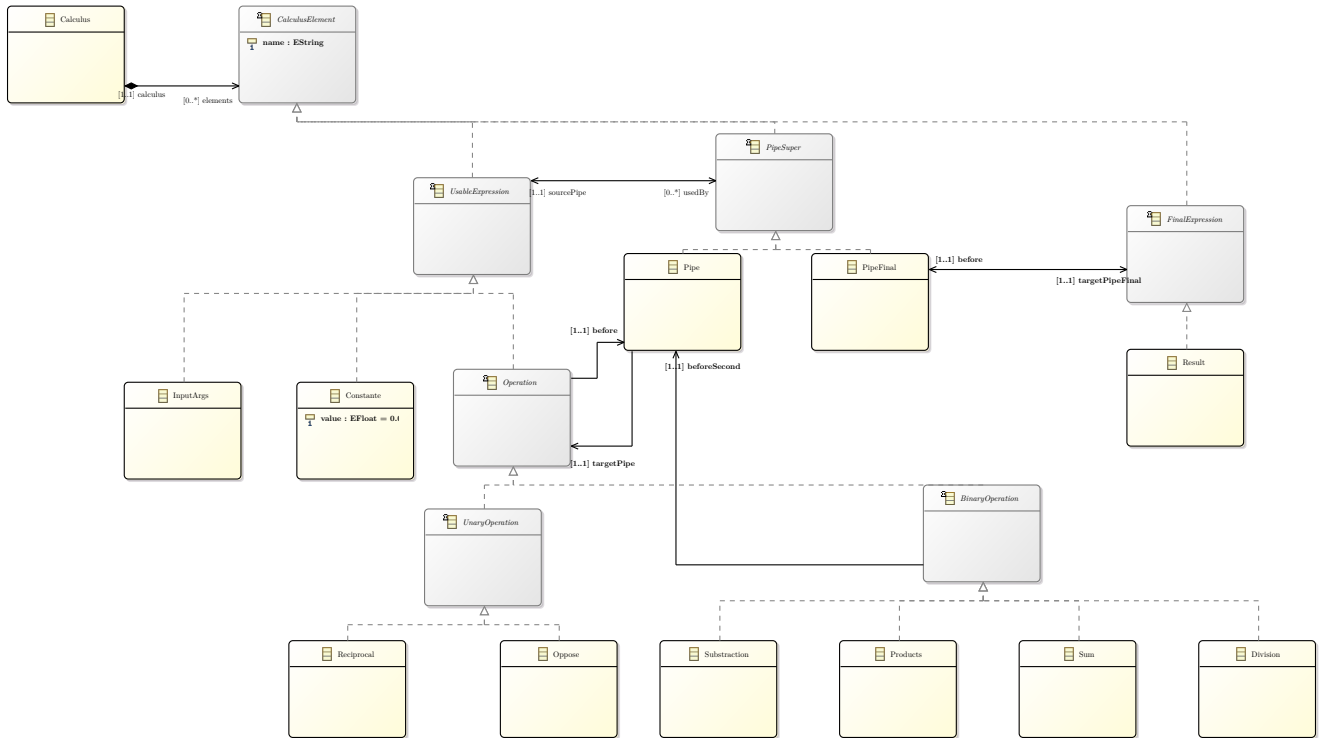 Calculus
CalculusElement
name : EString
[1..1] calculus
[0..*] elements
PipeSuper
UsableExpression
[1..1] sourcePipe
[0..*] usedBy
FinalExpression
Pipe
PipeFinal
[1..1] before
[1..1] targetPipeFinal
[1..1] before
[1..1] beforeSecond
Result
Operation
InputArgs
Constante
value : EFloat = 0.
[1..1] targetPipe
BinaryOperation
UnaryOperation
Reciprocal
Oppose
Substraction
Products
Sum
Division